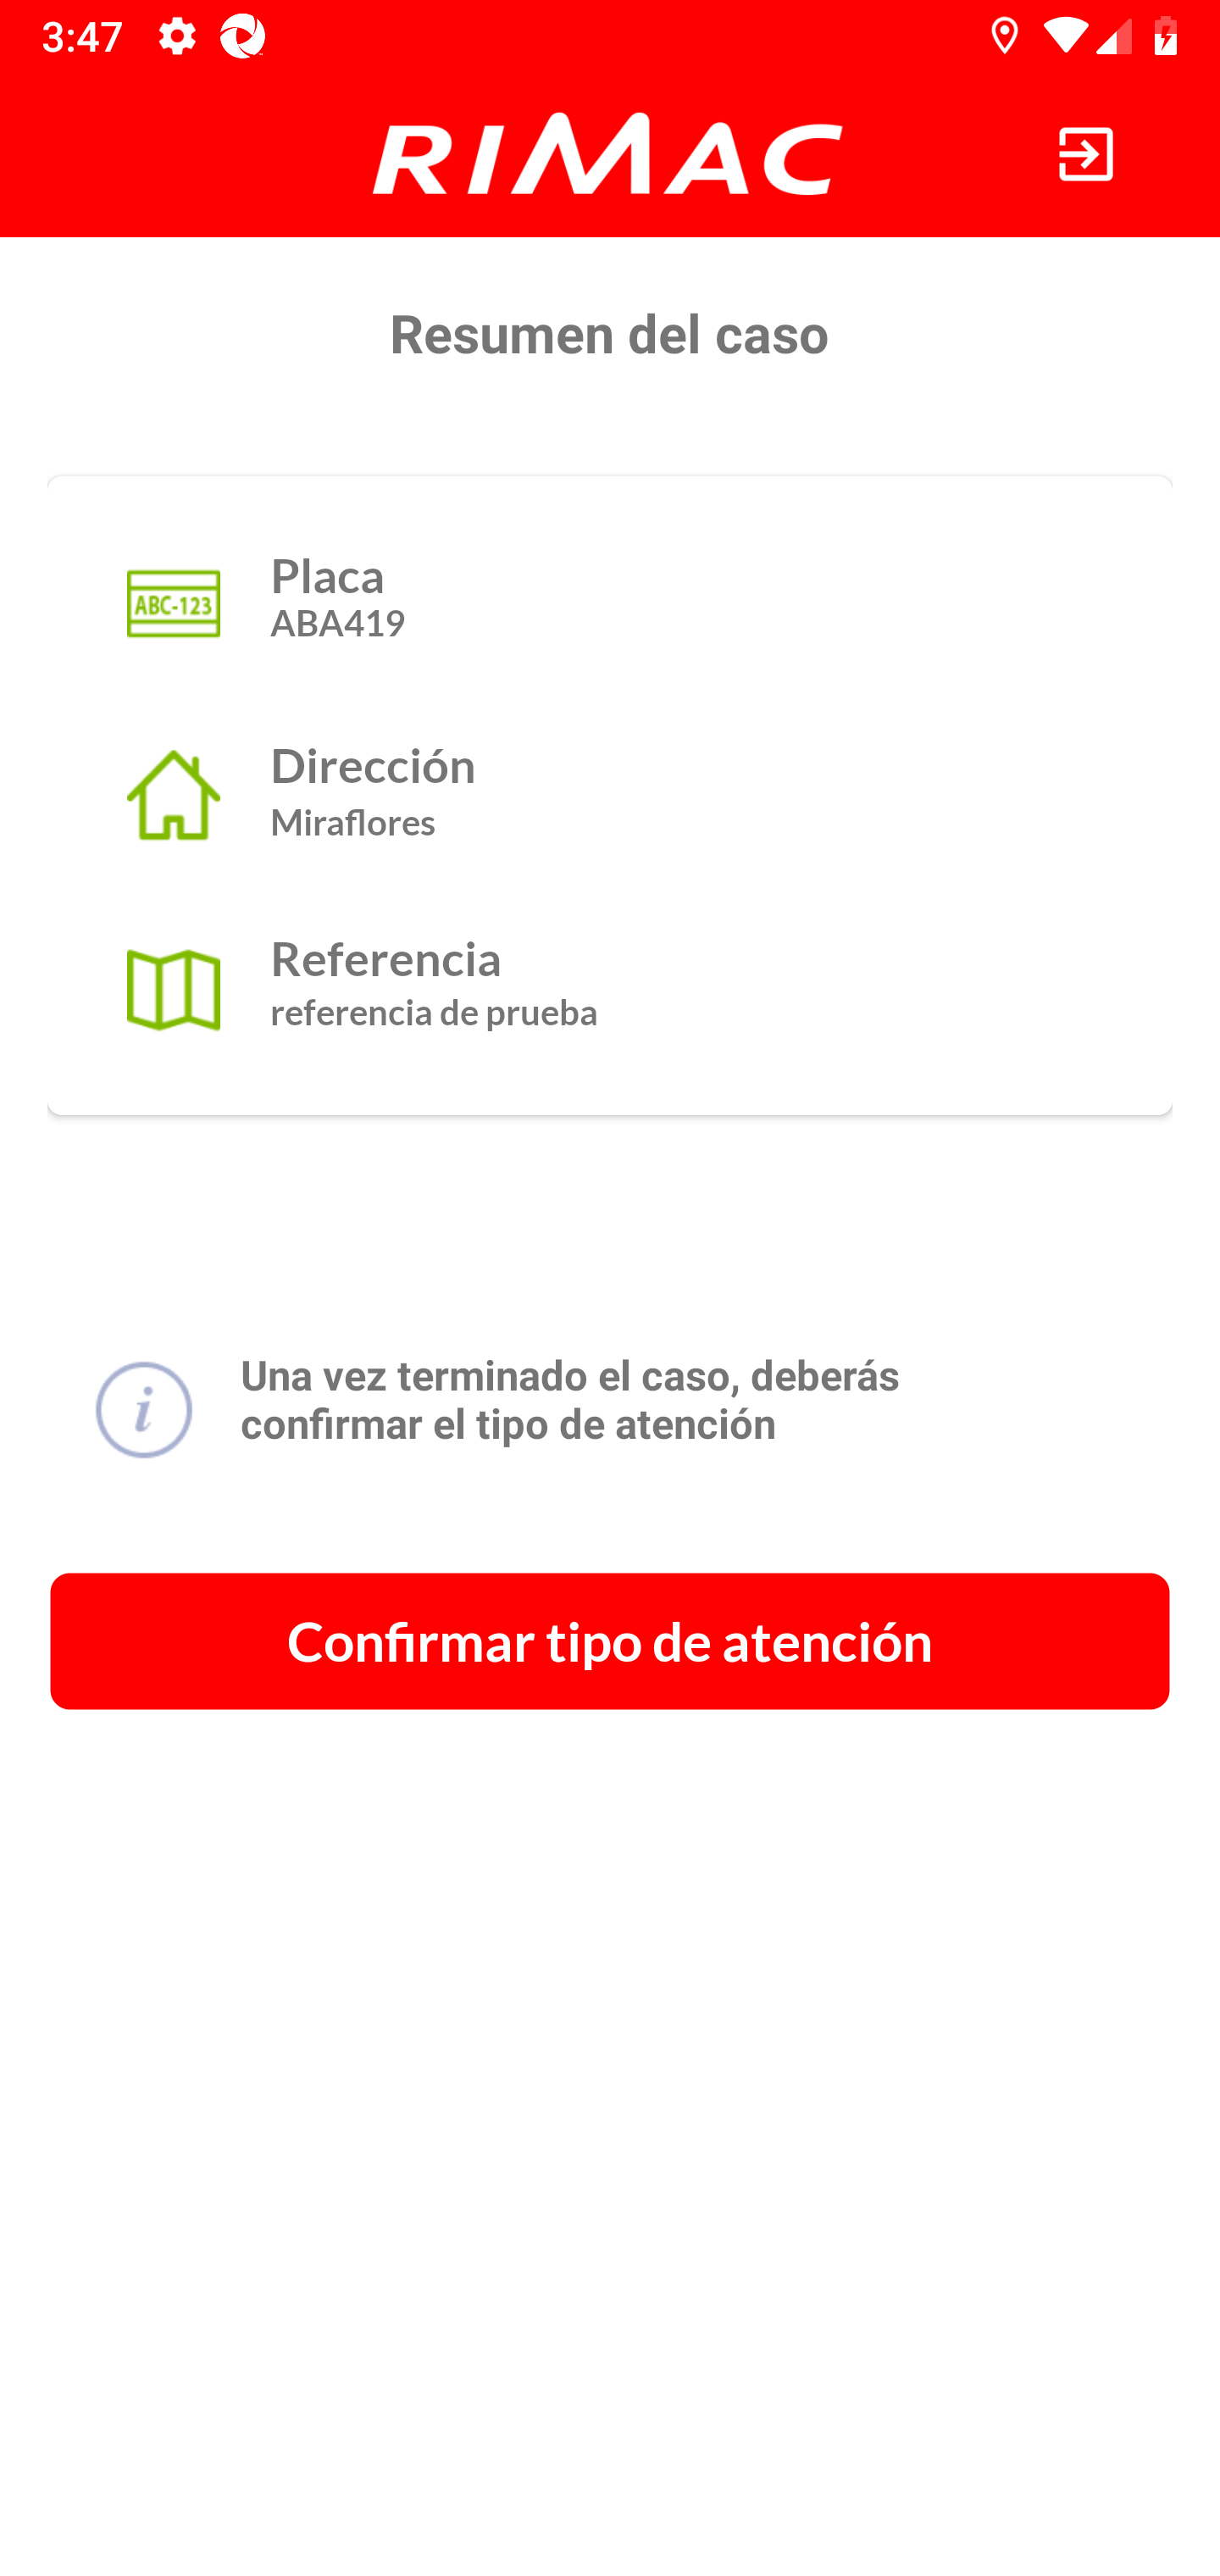 3:47
RIMAC
Resumen del caso
Placa
ABC-123
ABA419
Dirección
Miraflores
Referencia
referencia de prueba
i
Una vez terminado el caso, deberás
confirmar el tipo de atención
Confirmar tipo de atención